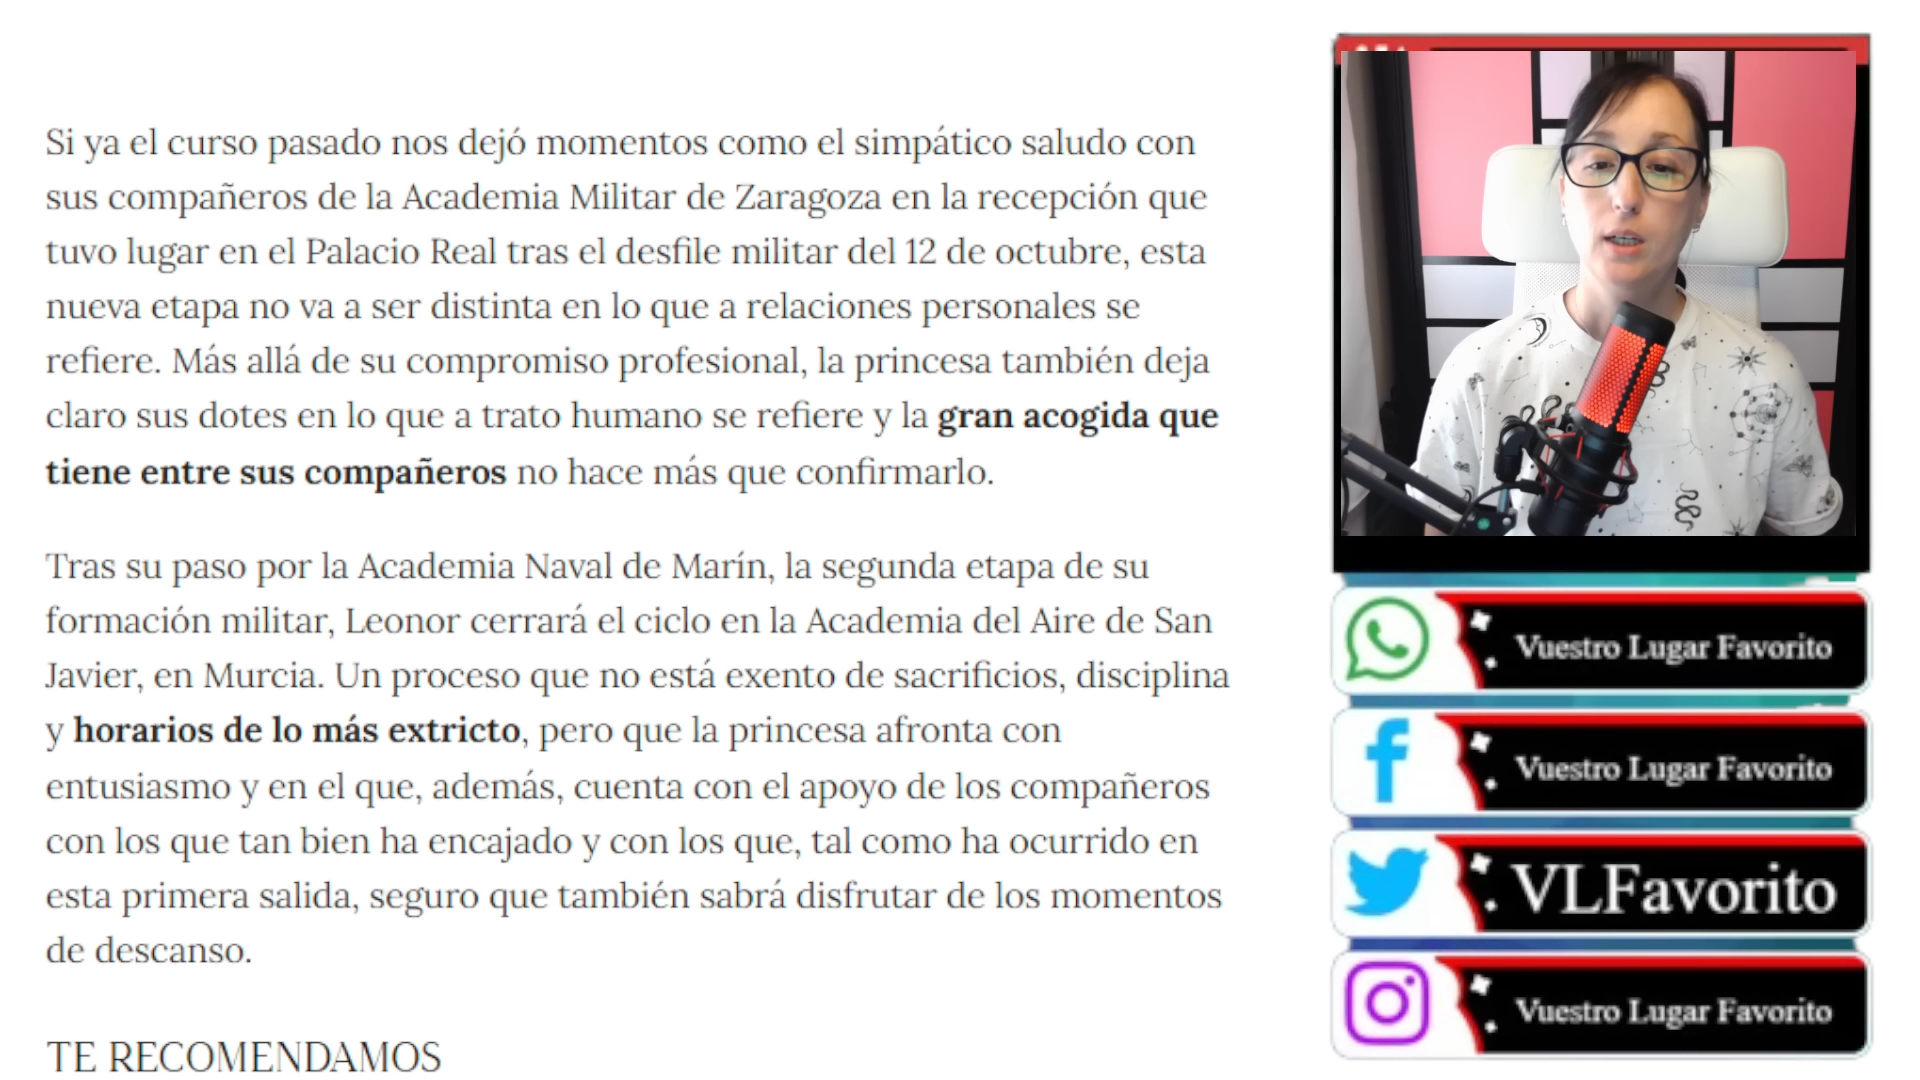 Si ya el curso pasado nos dejó momentos como el simpático saludo con
sus compañeros de la Academia Militar de Zaragoza en la recepción que
tuvo lugar en el Palacio Real tras el desfile militar del 12 de octubre, esta
nueva etapa no va a ser distinta en lo que a relaciones personales se
refiere. Más allá de su compromiso profesional, la princesa también deja
claro sus dotes en lo que a trato humano se refiere y la gran acogida que
tiene entre sus compañeros no hace más que confirmarlo.
Tras su paso por la Academia Naval de Marín, la segunda etapa de su
formación militar, Leonor cerrará el ciclo en la Academia del Aire de San
Javier, en Murcia. Un proceso que no está exento de sacrificios, disciplina
y horarios de lo más extricto, pero que la princesa afronta con
entusiasmo y en el que, además, cuenta con el apoyo de los compañeros
con los que tan bien ha encajado y con los que, tal como ha ocurrido en
esta primera salida, seguro que también sabrá disfrutar de los momentos
de descanso.
TE RECOMENDAMOS
Vuestro Lugar Favorito
Vuestro Lugar Favorito
VLFavorito
Vuestro Lugar Favorito